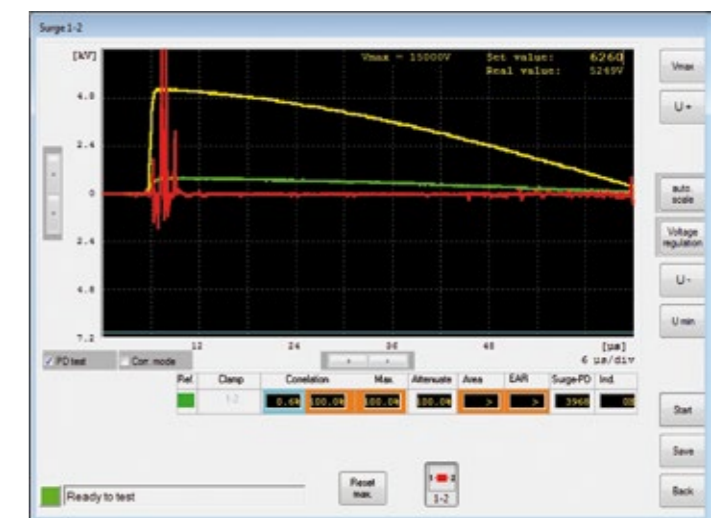 Surge 1-2
[kV]
Vmax = 15000V
Set value: 6260
Real value: 5249V
4.8
2.4
0
2.4
4.8
7.2
12
24
36
48
[µs]
6 µs/div
PD test
Corr. mode
Ref.
Clamp
Correlation
Max.
Attenuate
Area
EAR
Surge-PD
Ind.
1-2
0.6%
100.0%
100.0%
100.0%
>
>
3968
Ready to test
Reset
max.
1
2
1-2
Vmax
U+
auto.
scale
Voltage
regulation
U-
U min
Start
Save
Back